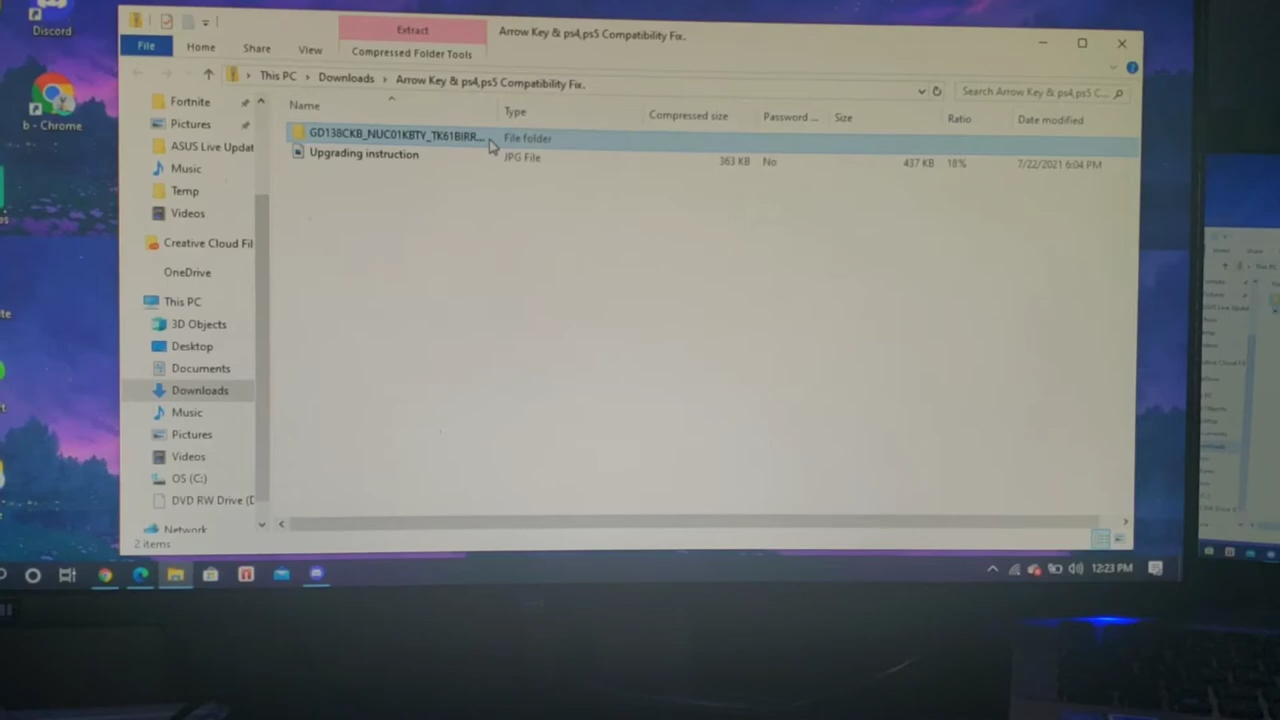 Discord
b - Chrome
Extract
Arrow Key & ps4,ps5 Compatibility Fix.
File
Home
Share
View
Compressed Folder Tools
This PC
Downloads
Arrow Key & ps4,ps5 Compatibility Fix.
Search Arrow Key & ps4,ps5 C...
Name
Type
Compressed size
Password ...
Size
Ratio
Date modified
GD138CKB_NUC01KBTY_TK61BIRR...
File folder
Upgrading instruction
JPG File
363 KB
No
437 KB
18%
7/22/2021 6:04 PM
Fortnite
Pictures
ASUS Live Updat
Music
Temp
Videos
Creative Cloud Fil
OneDrive
This PC
3D Objects
Desktop
Documents
Downloads
Music
Pictures
Videos
OS (C:)
DVD RW Drive (D
Network
2 items
12:23 PM